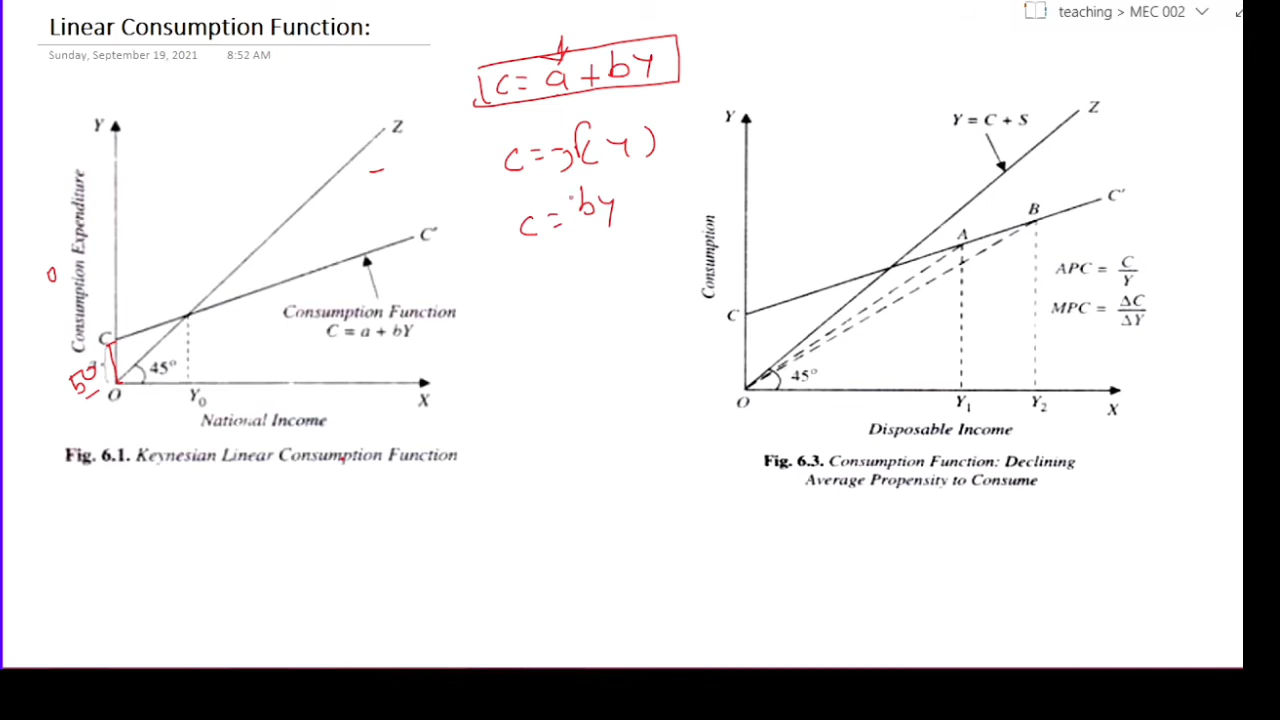 Linear Consumption Function:
Sunday, September 19, 2021 8:52 AM
teaching > MEC 002
C = a + bY
C = f(Y)
C = bY
Y
Z
Consumption Expenditure
C'
Consumption Function
C = a + bY
C
50
45°
O
Y₀
X
National Income
Fig. 6.1. Keynesian Linear Consumption Function
Y
Y = C + S
Z
Consumption
C'
B
A
APC = C/Y
MPC = ΔC/ΔY
C
45°
O
Y₁
Y₂
X
Disposable Income
Fig. 6.3. Consumption Function: Declining
Average Propensity to Consume